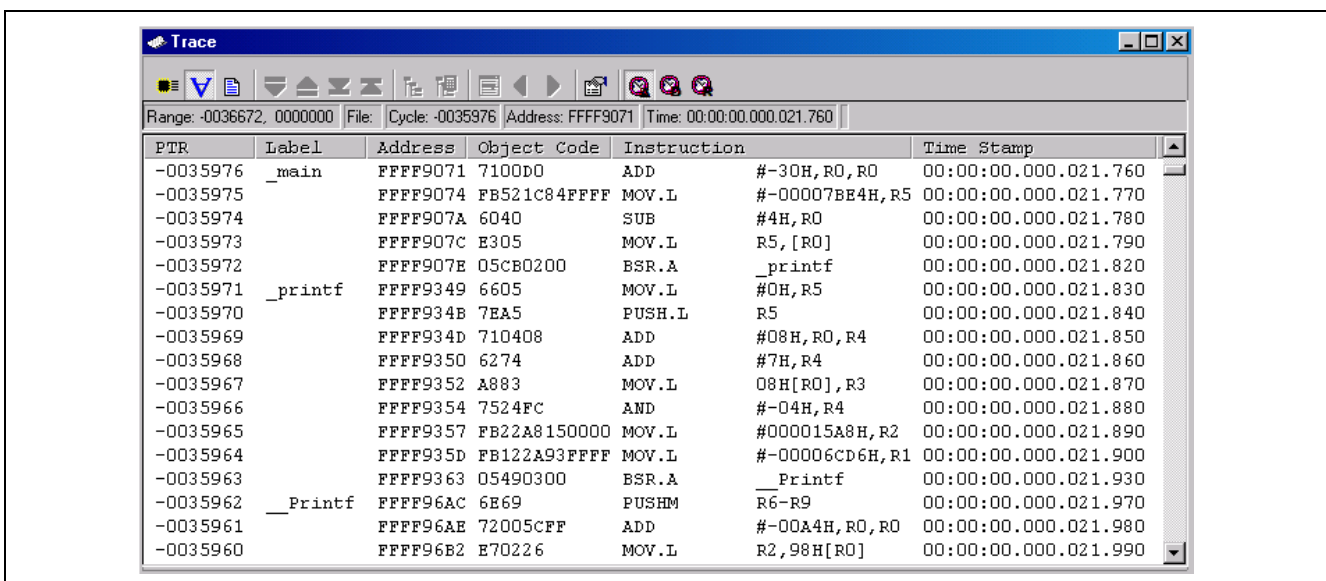 Trace
Range: -0036672, 0000000 File: Cycle: -0035976 Address: FFFF9071 Time: 00:00:00.000.021.760
PTR Label Address Object Code Instruction Time Stamp
-0035976 _main FFFF9071 7100D0 ADD #-30H,R0,R0 00:00:00.000.021.760
-0035975 FFFF9074 FB521C84FFFF MOV.L #-00007BE4H,R5 00:00:00.000.021.770
-0035974 FFFF907A 6040 SUB #4H,R0 00:00:00.000.021.780
-0035973 FFFF907C E305 MOV.L R5,[R0] 00:00:00.000.021.790
-0035972 FFFF907E 05CB0200 BSR.A _printf 00:00:00.000.021.820
-0035971 _printf FFFF9349 6605 MOV.L #0H,R5 00:00:00.000.021.830
-0035970 FFFF934B 7EA5 PUSH.L R5 00:00:00.000.021.840
-0035969 FFFF934D 710408 ADD #08H,R0,R4 00:00:00.000.021.850
-0035968 FFFF9350 6274 ADD #7H,R4 00:00:00.000.021.860
-0035967 FFFF9352 A883 MOV.L 08H[R0],R3 00:00:00.000.021.870
-0035966 FFFF9354 7524FC AND #-04H,R4 00:00:00.000.021.880
-0035965 FFFF9357 FB22A8150000 MOV.L #000015A8H,R2 00:00:00.000.021.890
-0035964 FFFF935D FB122A93FFFF MOV.L #-00006CD6H,R1 00:00:00.000.021.900
-0035963 FFFF9363 05490300 BSR.A __Printf 00:00:00.000.021.930
-0035962 __Printf FFFF96AC 6E69 PUSHM R6-R9 00:00:00.000.021.970
-0035961 FFFF96AE 72005CFF ADD #-00A4H,R0,R0 00:00:00.000.021.980
-0035960 FFFF96B2 E70226 MOV.L R2,98H[R0] 00:00:00.000.021.990